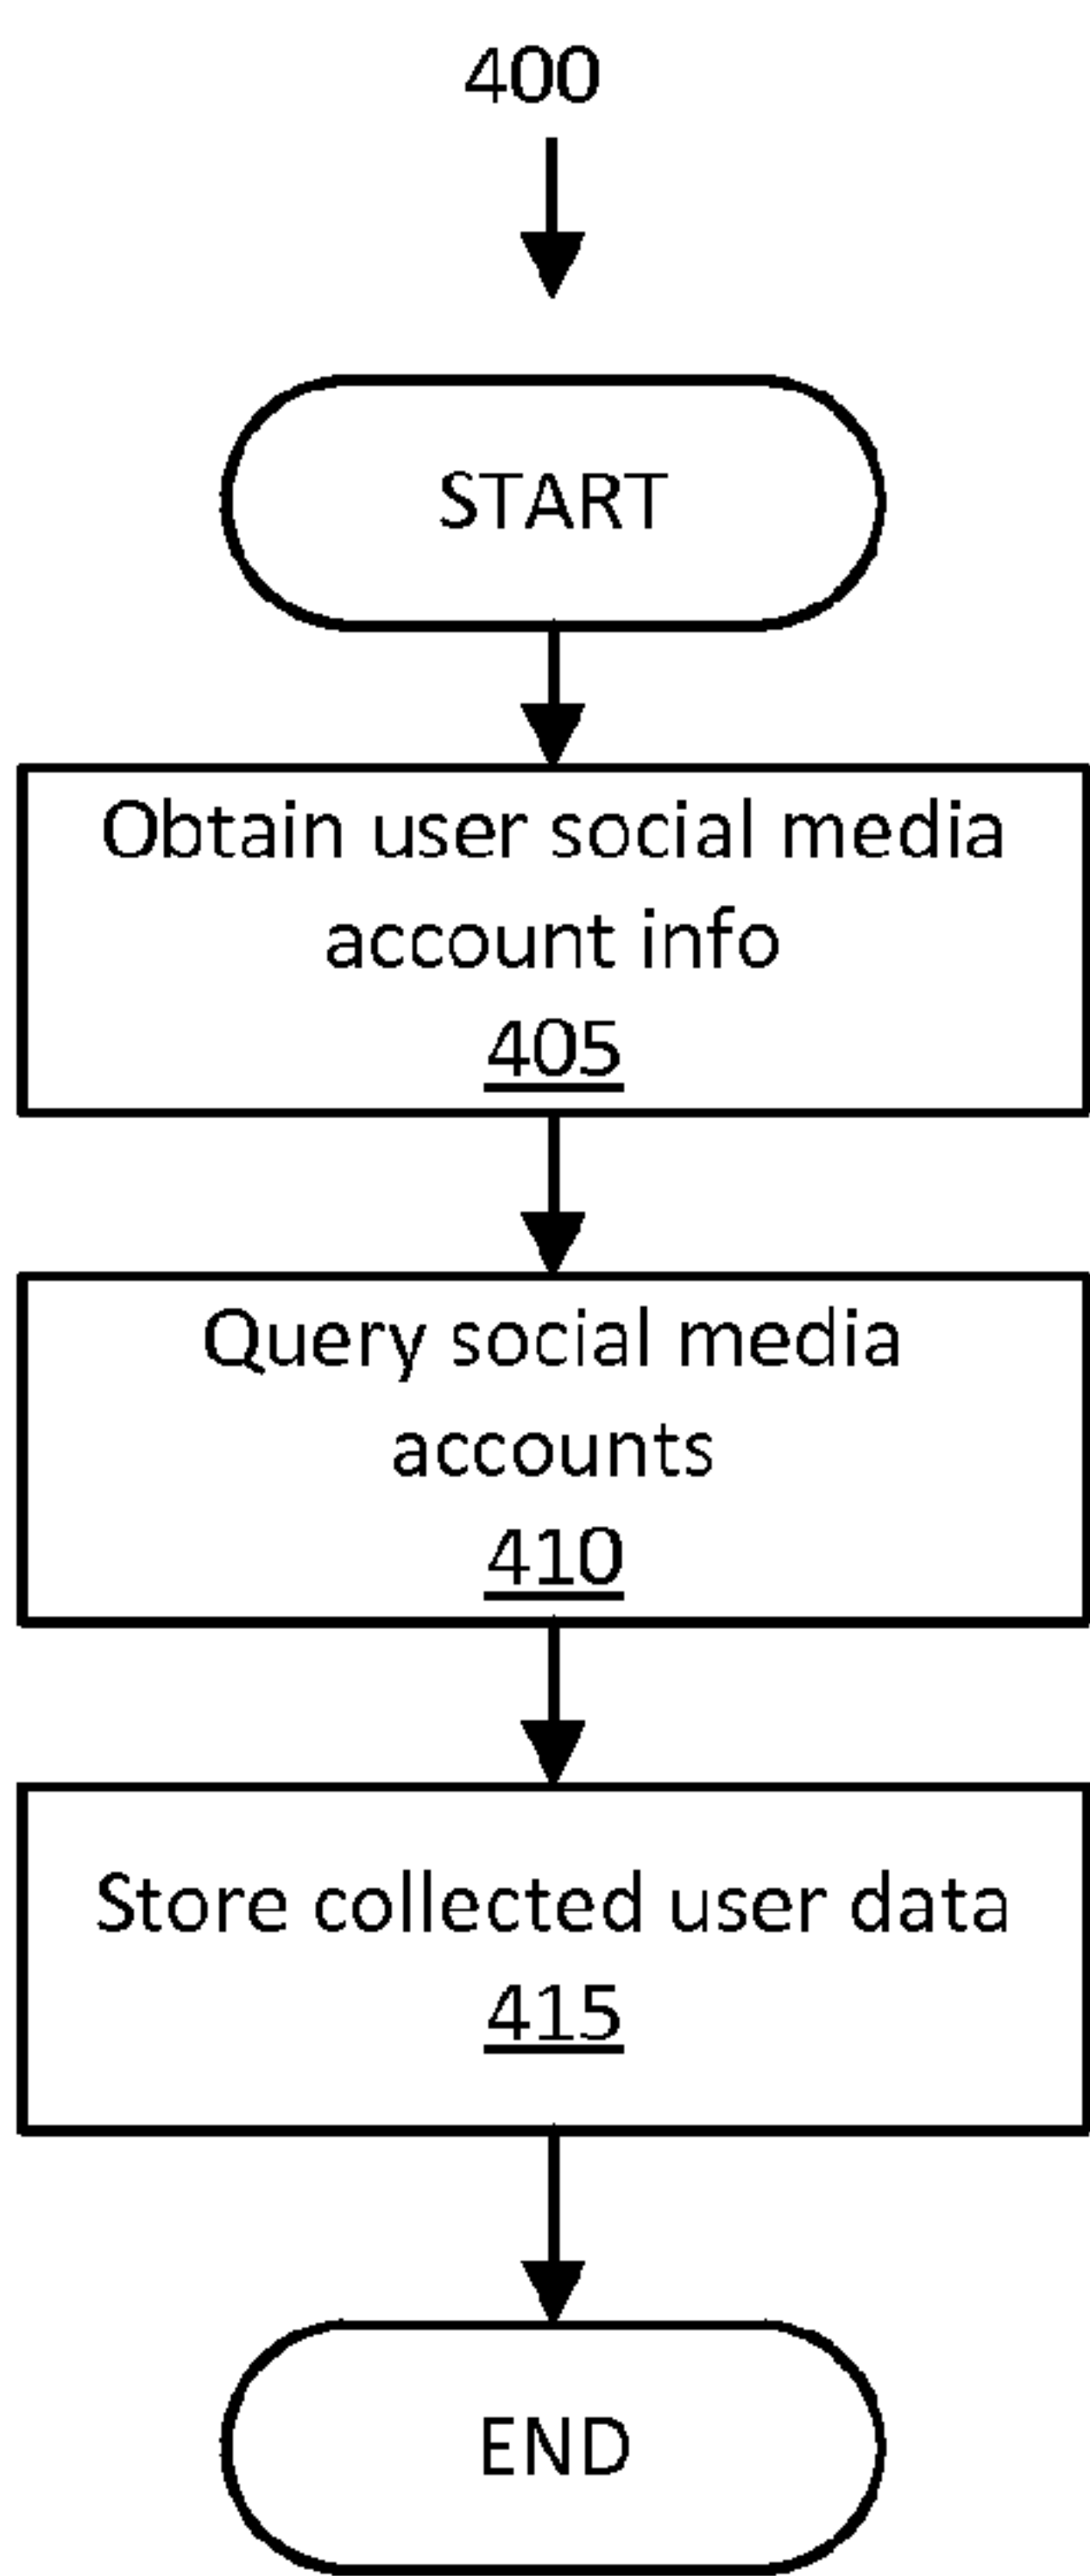 400
START
Obtain user social media
account info
405
Query social media
accounts
410
Store collected user data
415
END